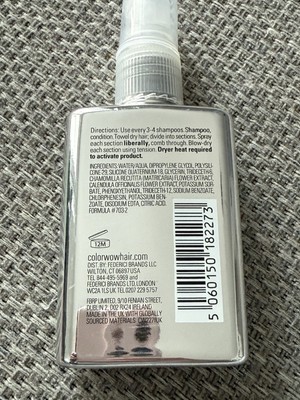 Directions: Use every 3-4 shampoos. Shampoo,
condition. Towel dry hair; divide into sections. Spray
each section liberally, comb through. Blow-dry
each section using tension. Dryer heat required
to activate product.
INGREDIENTS: WATER/AQUA, DIPROPYLENE GLYCOL, POLYSILI-
CONE-29, SILICONE QUATERNIUM-18, GLYCERIN, TRIDECETH-6,
CHAMOMILLA RECUTITA (MATRICARIA) FLOWER EXTRACT,
CALENDULA OFFICINALIS FLOWER EXTRACT, POTASSIUM SOR-
BATE, PHENOXYETHANOL, TRIDECETH-12, SODIUM BENZOATE,
CHLORPHENESIN, POTASSIUM BEN-
ZOATE, DISODIUM EDTA, CITRIC ACID.
FORMULA #703-2
12M
colorwowhair.com
DIST. BY: FEDERICI BRANDS LLC
WILTON, CT 06897 USA
TEL 844-495-5969 and
FEDERICI BRANDS LTD, LONDON
WC2A 1LS UK TEL 0207 229 5757
FBRP LIMITED, 9/10 FENIAN STREET,
DUBLIN 2, D02 RX24 IRELAND
MADE IN THE UK WITH GLOBALLY
SOURCED MATERIALS
5 060150 182273